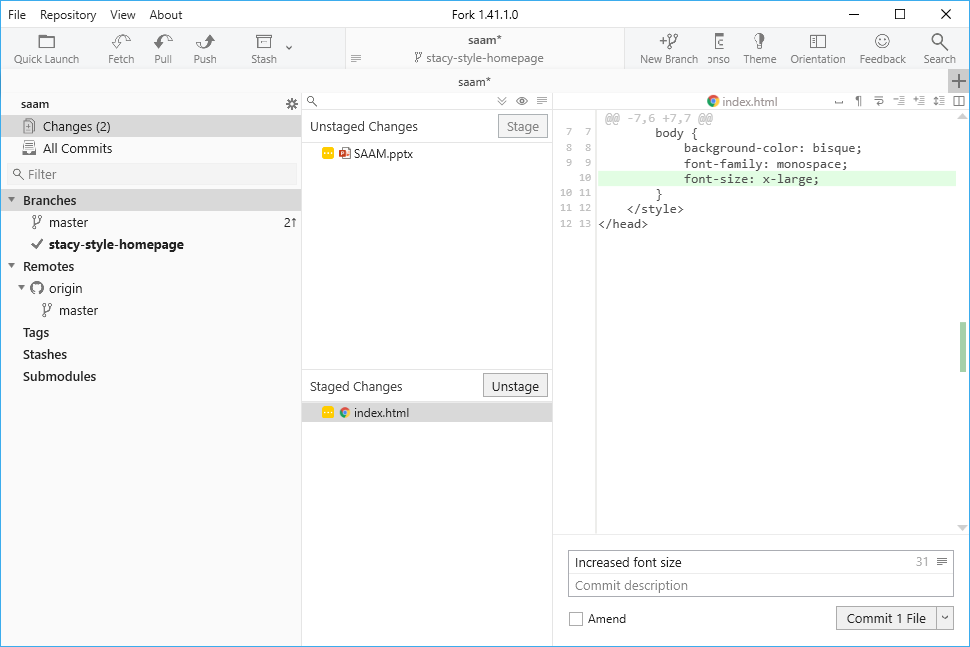 File Repository View About Fork 1.41.1.0
Quick Launch Fetch Pull Push Stash
saam*
stacy-style-homepage
New Branch onso Theme Orientation Feedback Search
saam*
saam
Changes (2)
All Commits
Filter
Branches
master 2↑
stacy-style-homepage
Remotes
origin
master
Tags
Stashes
Submodules
Unstaged Changes Stage
SAAM.pptx
Staged Changes Unstage
index.html
index.html
@@ -7,6 +7,7 @@
7 7 body {
8 8 background-color: bisque;
9 9 font-family: monospace;
10 font-size: x-large;
10 11 }
11 12 </style>
12 13 </head>
Increased font size 31
Commit description
Amend Commit 1 File